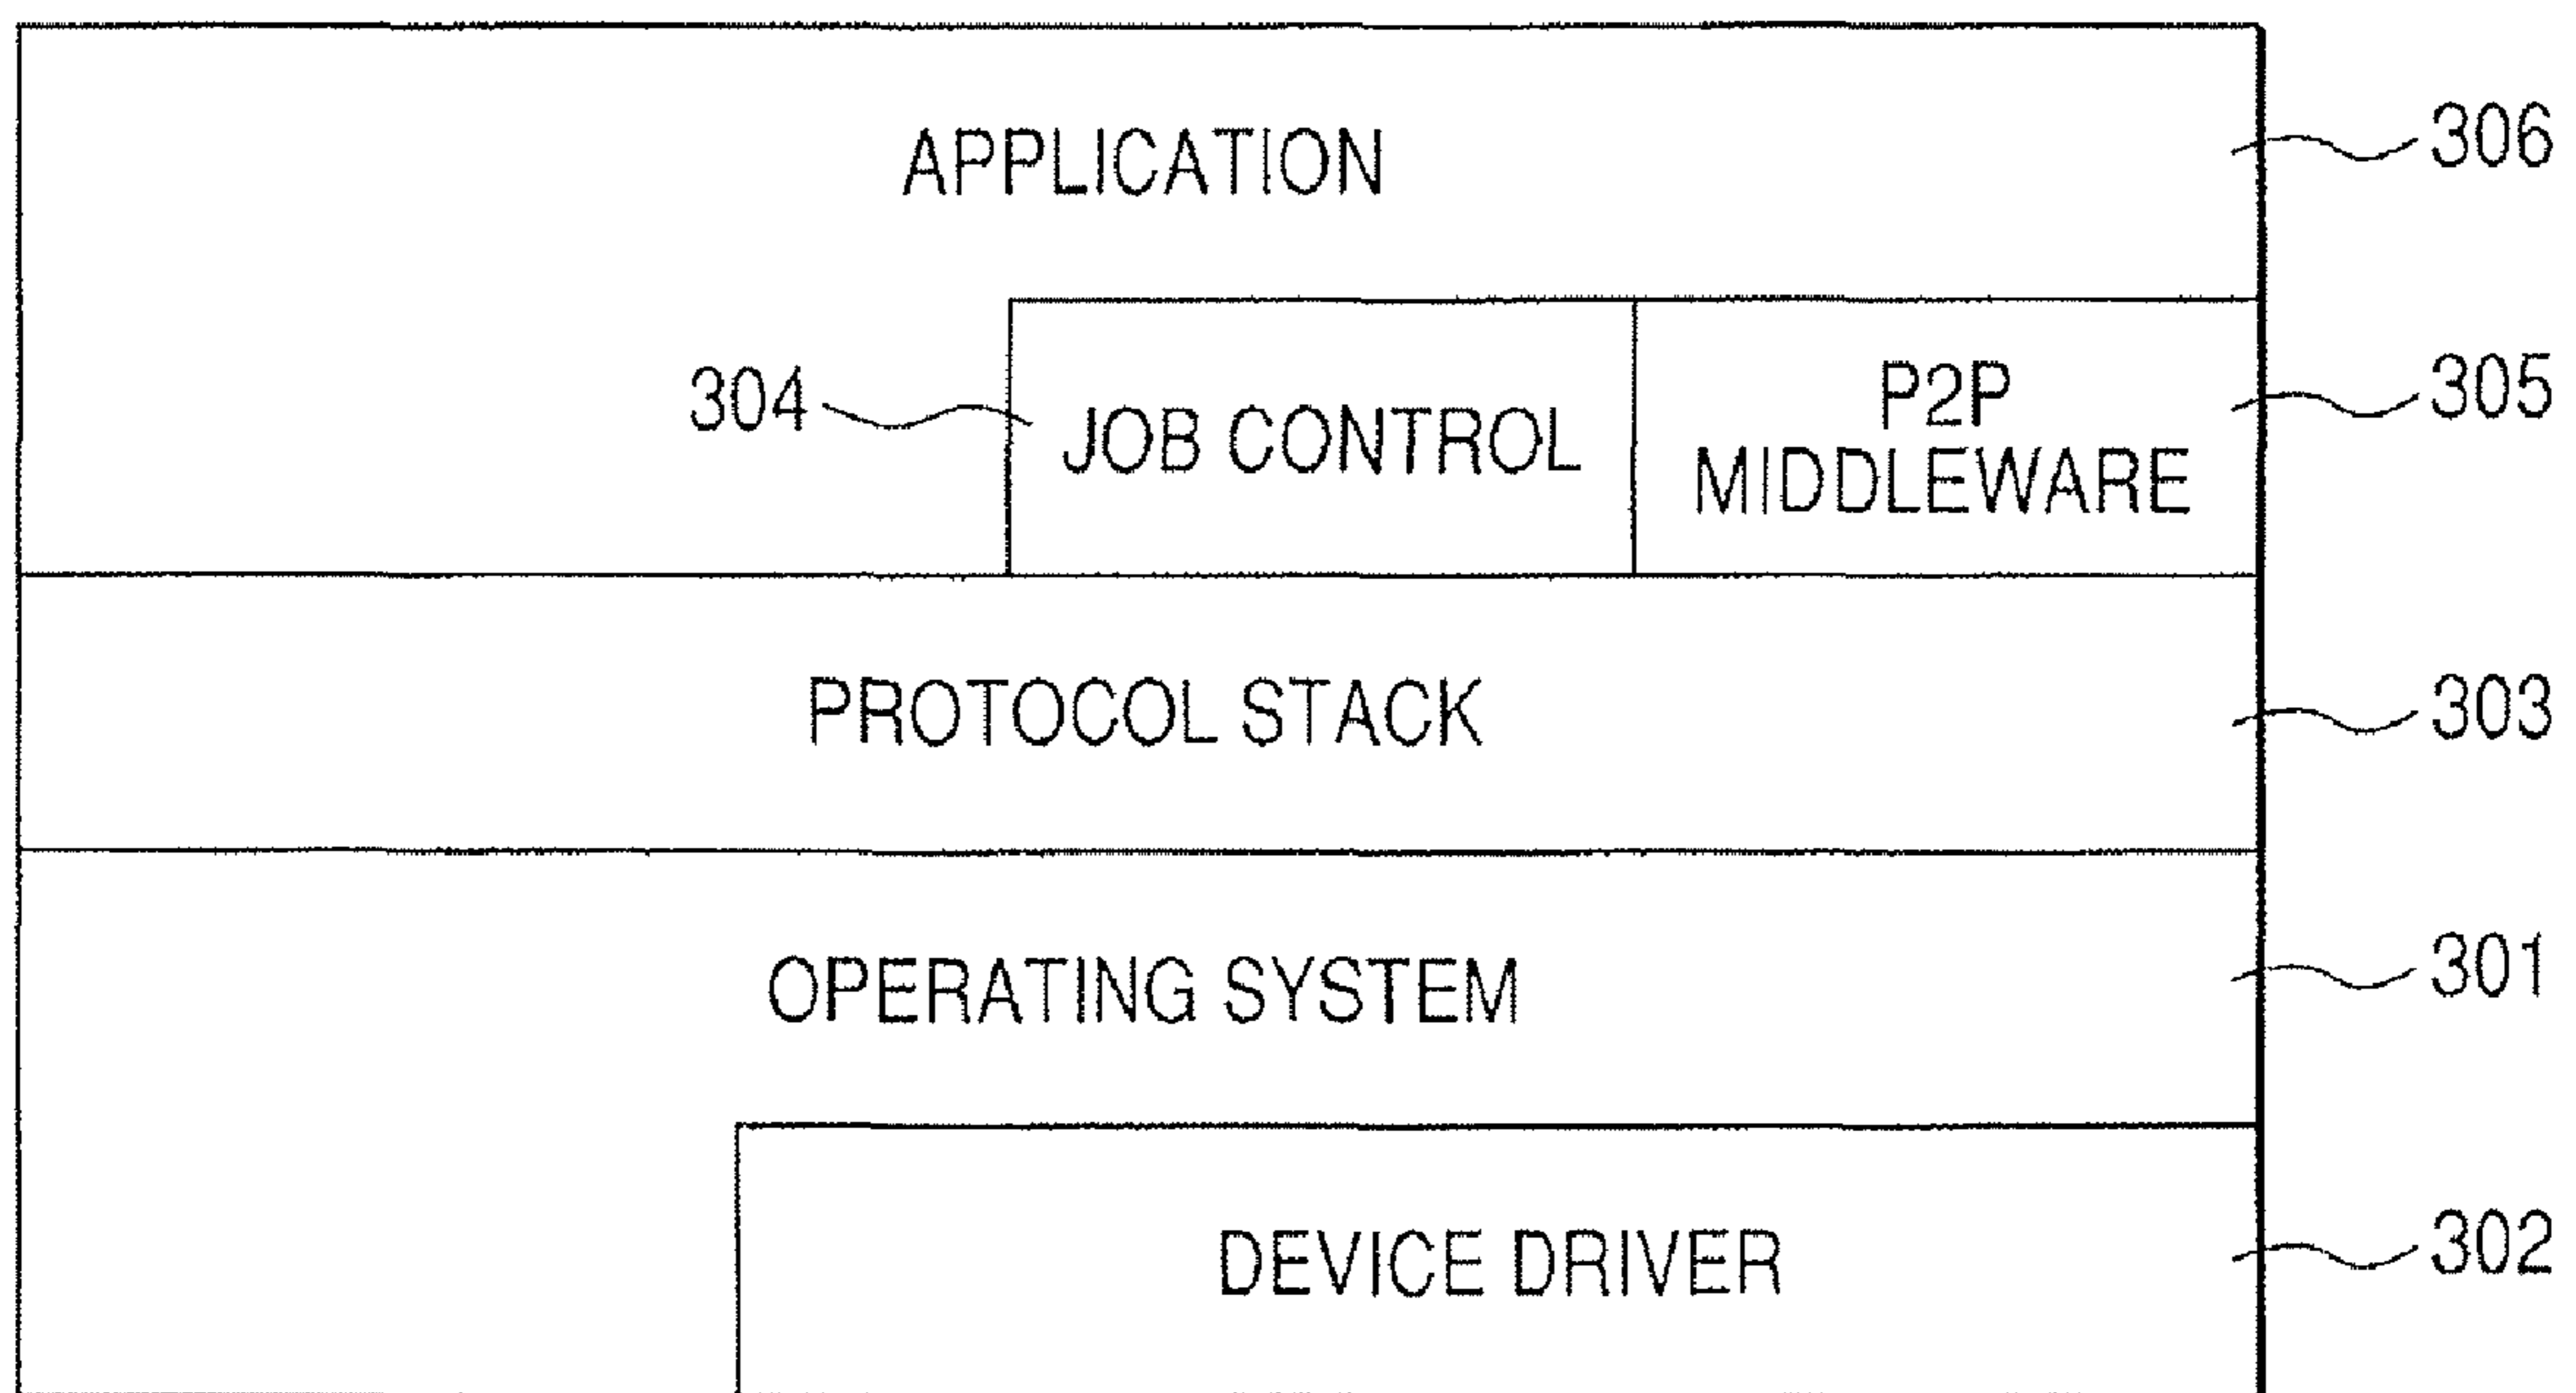 APPLICATION
306
304
JOB CONTROL
P2P
MIDDLEWARE
305
PROTOCOL STACK
303
OPERATING SYSTEM
301
DEVICE DRIVER
302